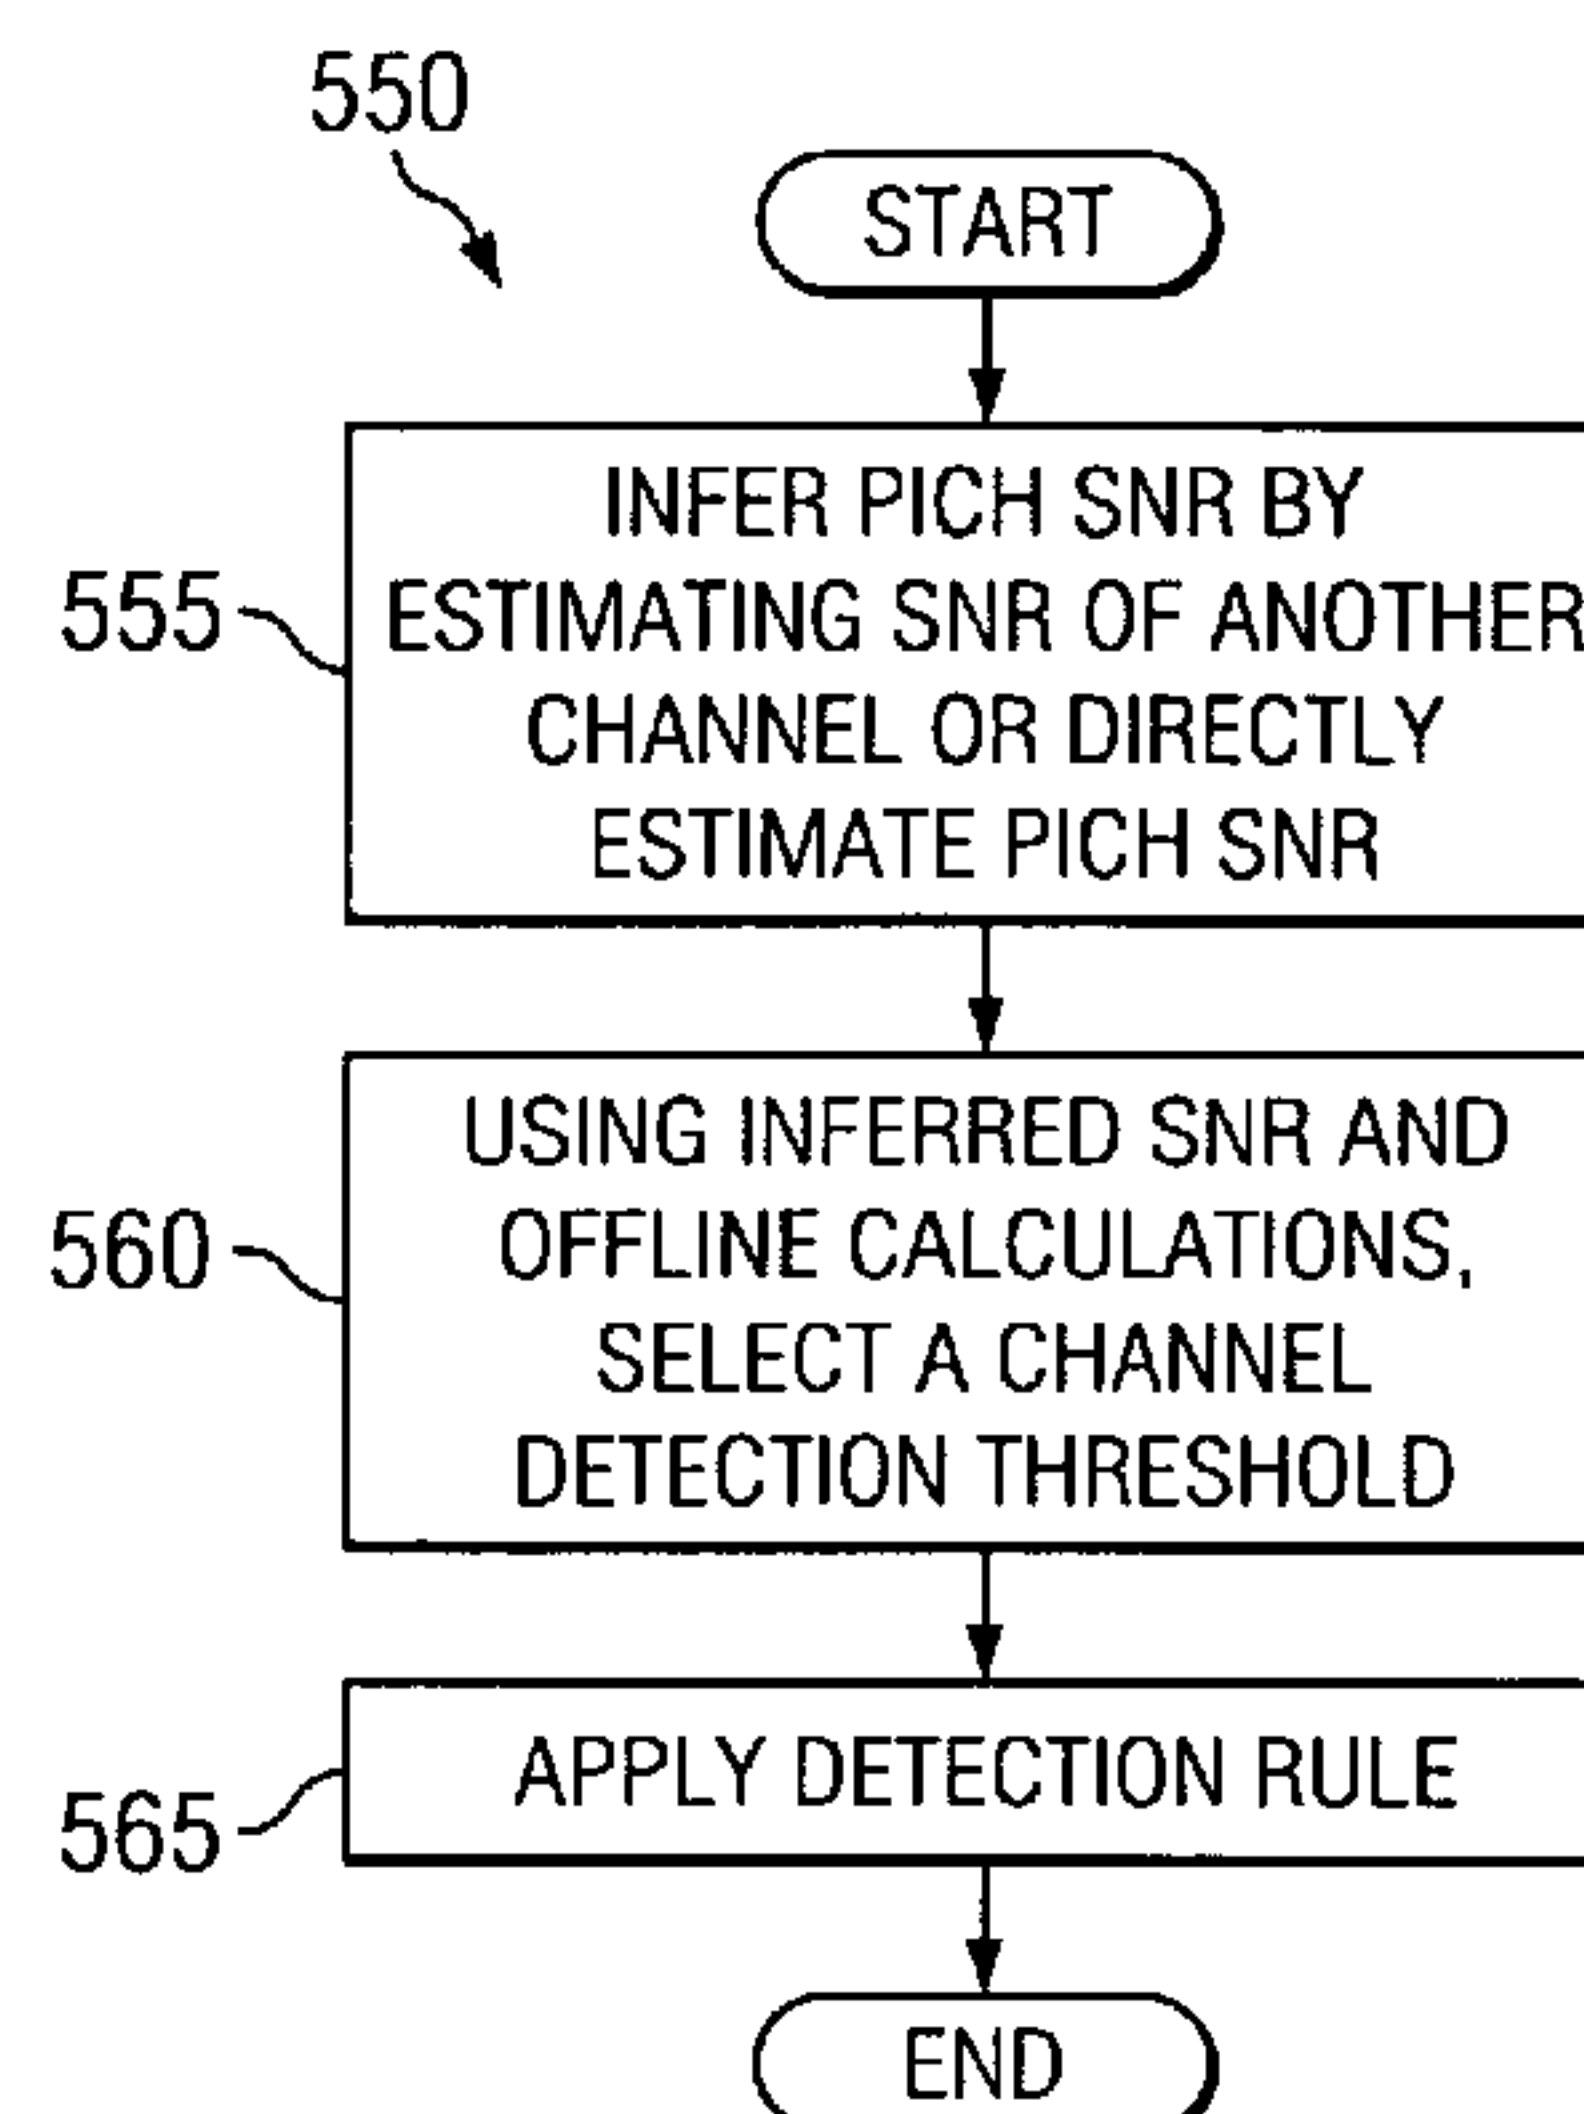 550
START
INFER PICH SNR BY
ESTIMATING SNR OF ANOTHER
CHANNEL OR DIRECTLY
ESTIMATE PICH SNR
555
USING INFERRED SNR AND
OFFLINE CALCULATIONS,
SELECT A CHANNEL
DETECTION THRESHOLD
560
APPLY DETECTION RULE
565
END